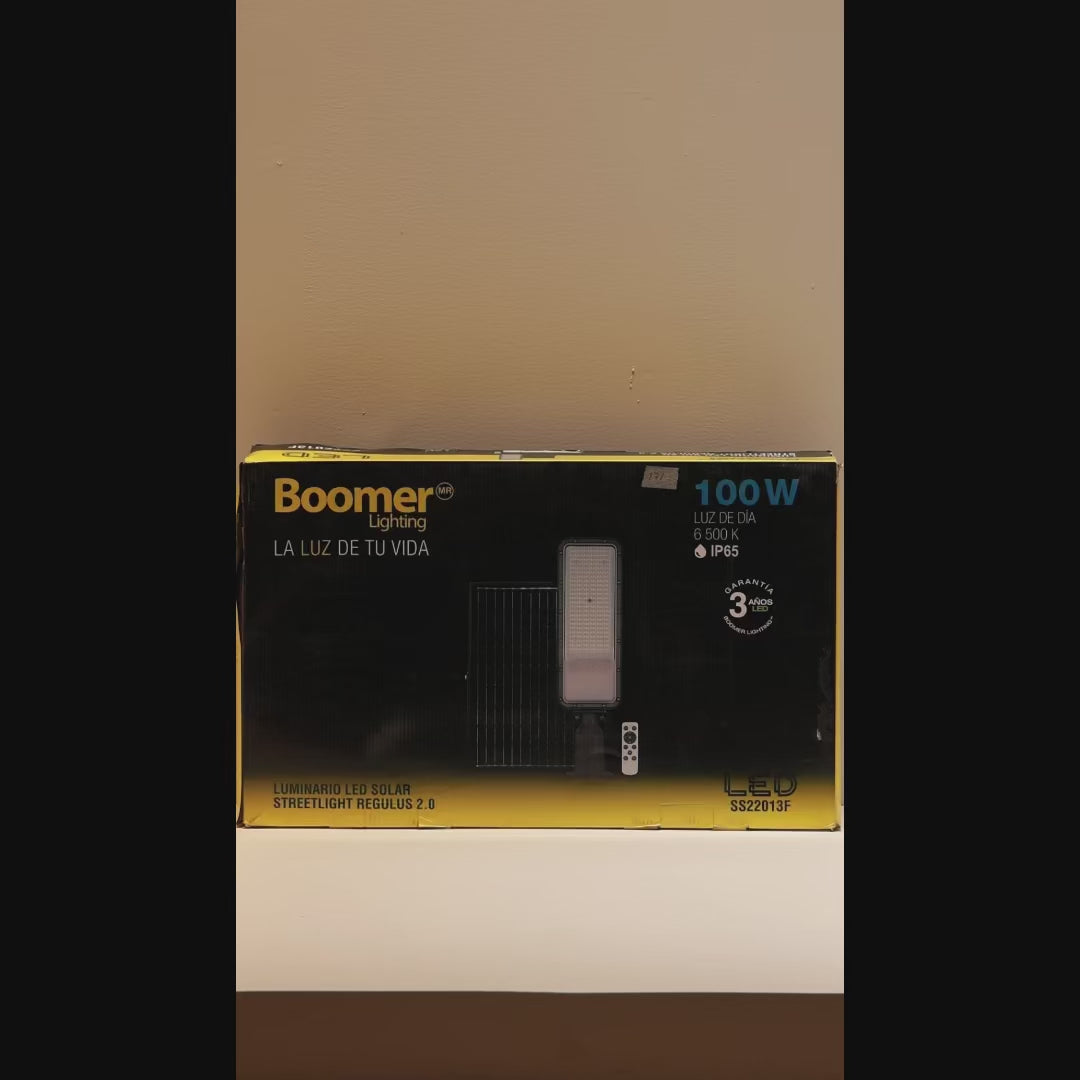 Boomer MR
Lighting
LA LUZ DE TU VIDA
100 W
LUZ DE DÍA
6 500 K
IP65
GARANTÍA
3 AÑOS
LED
BOOMER LIGHTING
LUMINARIO LED SOLAR
STREETLIGHT REGULUS 2.0
LED
SS22013F